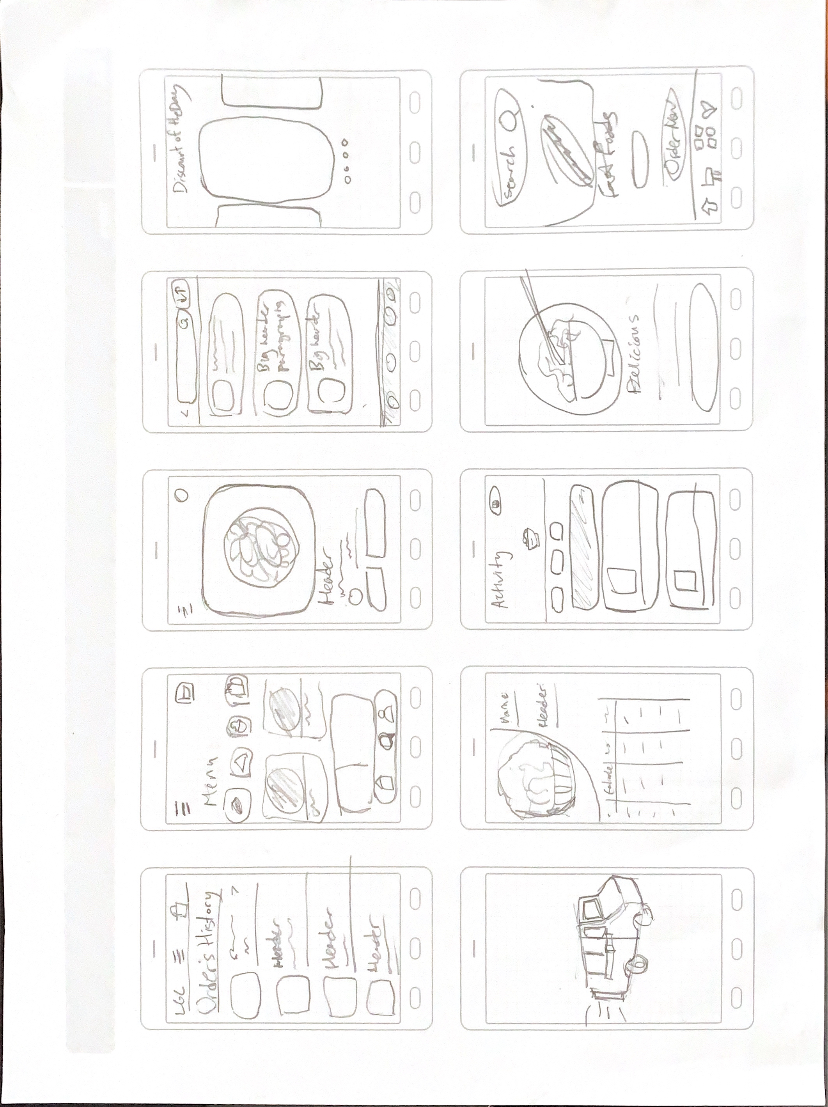 Order's History
Header
Header
Header
Menu
Header
Big header
paragraphs
Big header
Discount of the Day
Name
Header
Activity
Delicious
Search
Fast Foods
Order Now